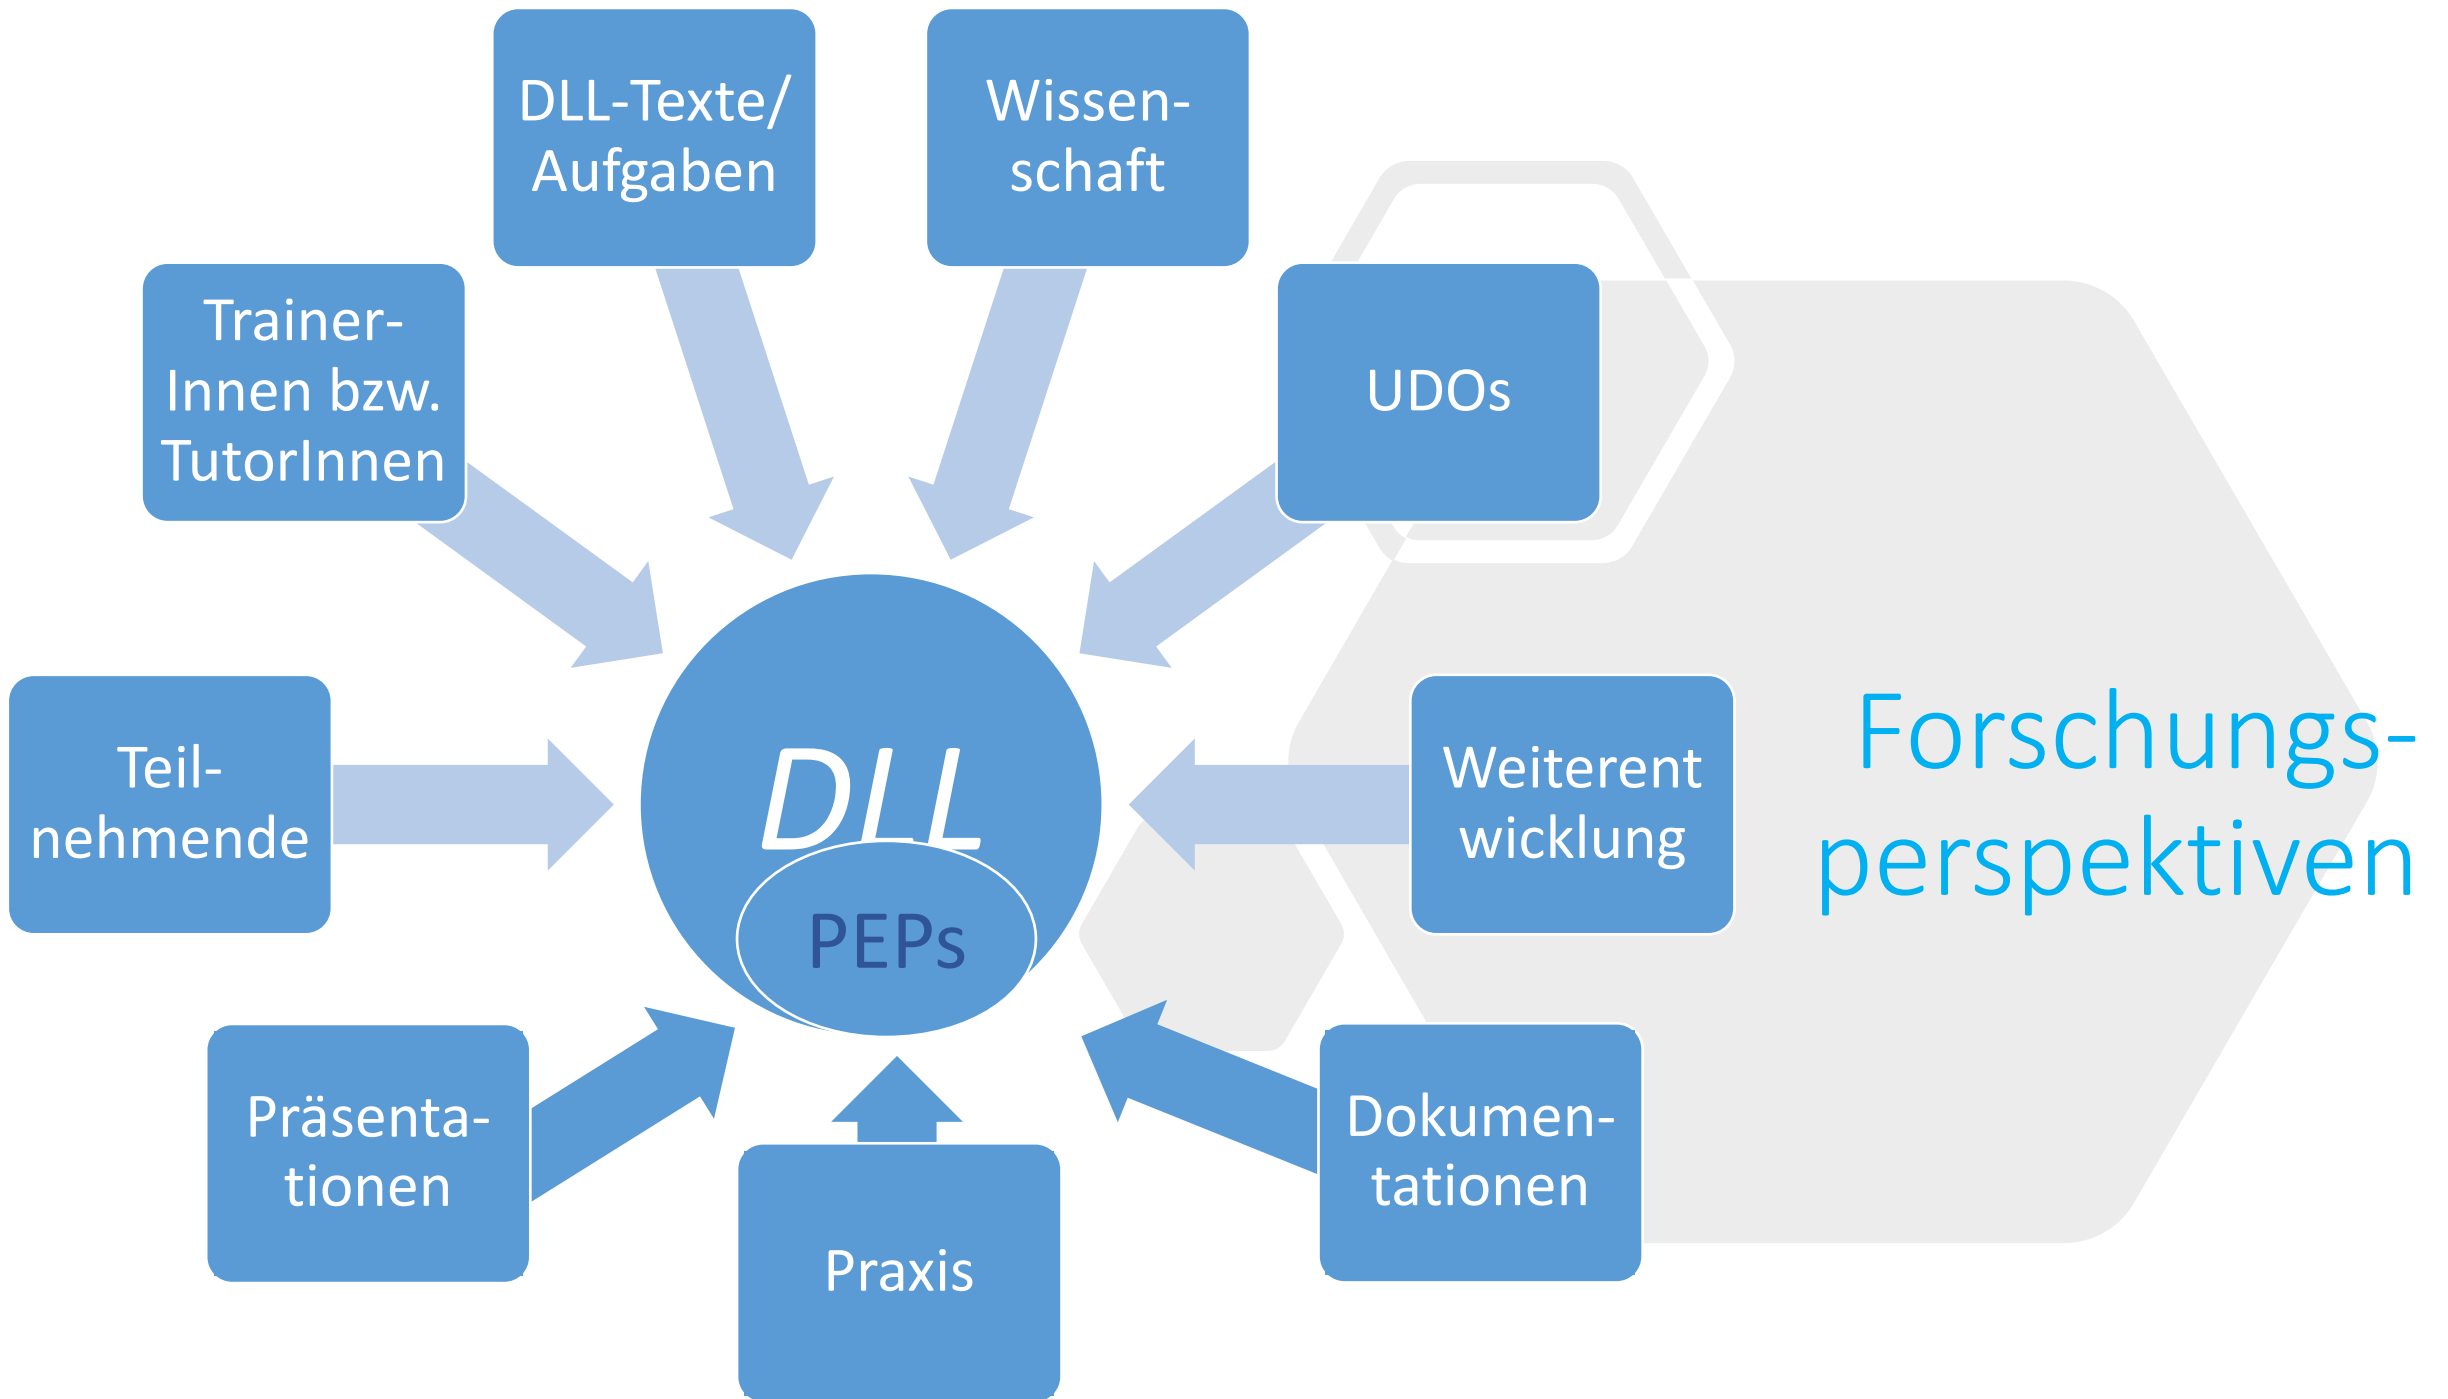 DLL-Texte/
Aufgaben
Wissen-
schaft
Trainer-
Innen bzw.
TutorInnen
UDOs
Teil-
nehmende
DLL
PEPs
Weiterent
wicklung
Forschungs-
perspektiven
Präsenta-
tionen
Praxis
Dokumen-
tationen